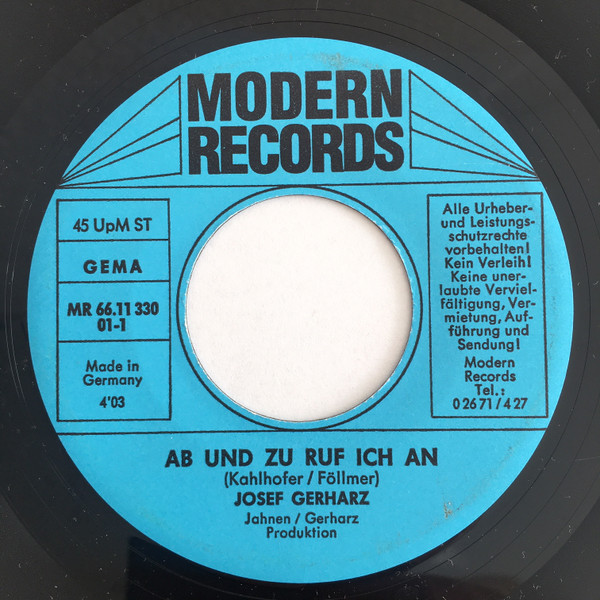 MODERN
RECORDS
45 UpM ST
GEMA
MR 66.11 330
01-1
Made in
Germany
4'03
Alle Urheber-
und Leistungs-
schutzrechte
vorbehalten!
Kein Verleih!
Keine uner-
laubte Verviel-
fältigung, Ver-
mietung, Auf-
führung und
Sendung!
Modern
Records
Tel.:
0 26 71 / 4 27
AB UND ZU RUF ICH AN
(Kahlhofer / Föllmer)
JOSEF GERHARZ
Jahnen / Gerharz
Produktion